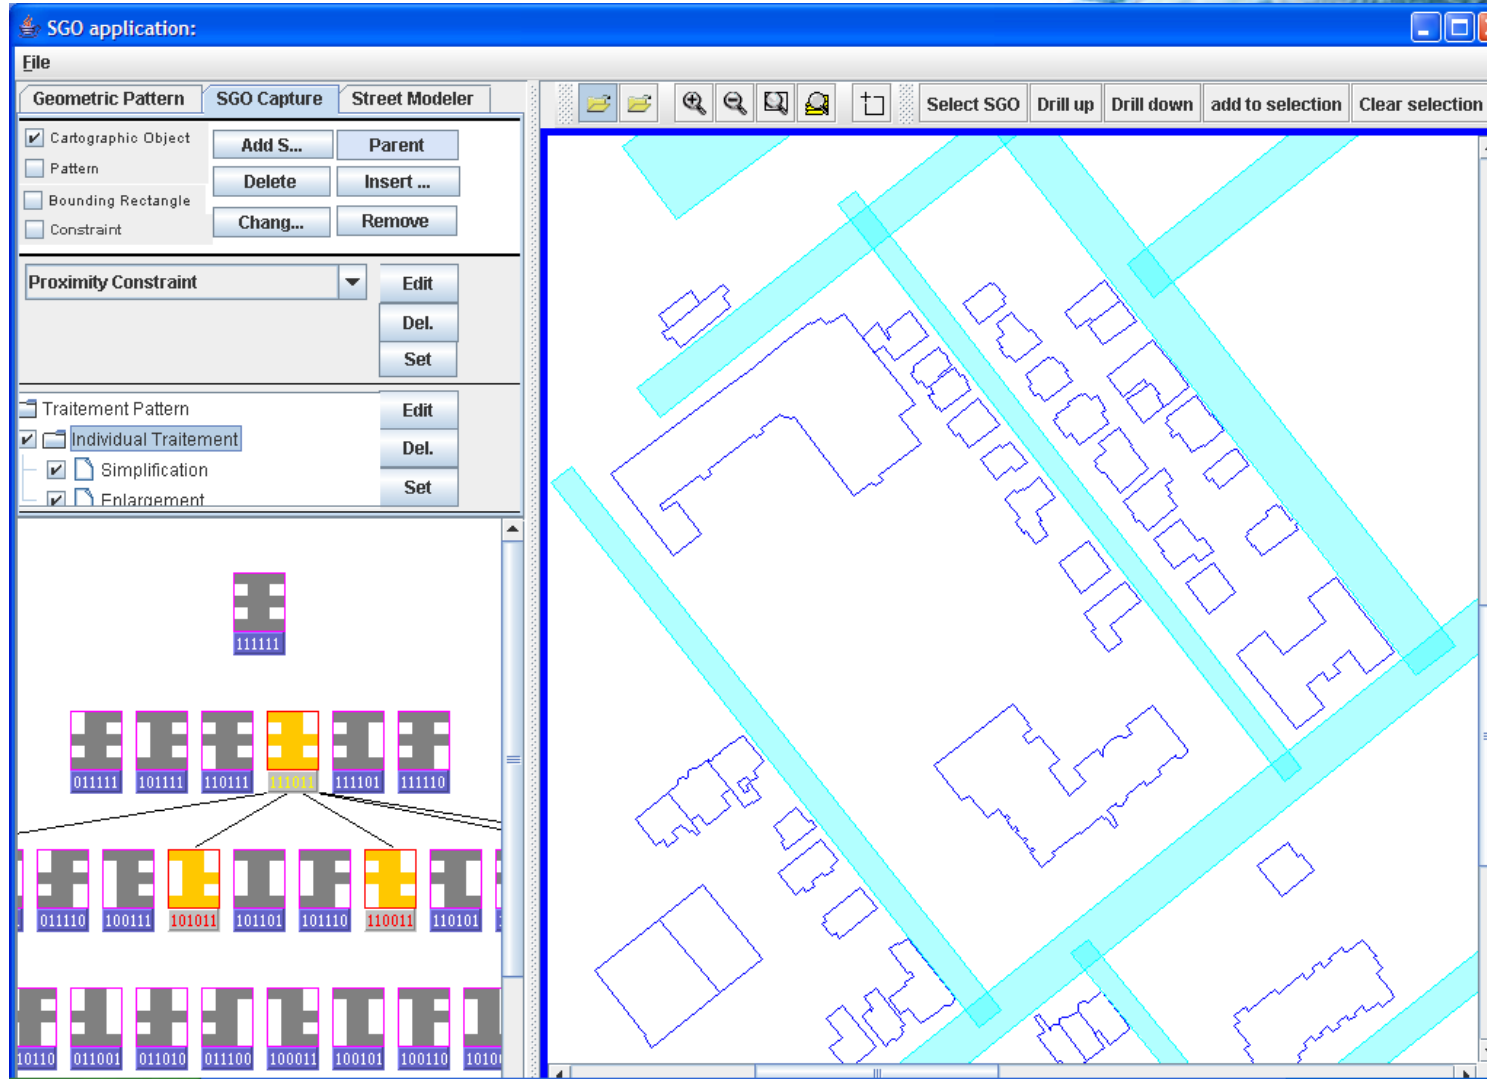 SGO application:
File
Geometric Pattern SGO Capture Street Modeler
Select SGO Drill up Drill down add to selection Clear selection
Cartographic Object Add S... Parent
Pattern
Delete Insert ...
Bounding Rectangle
Chang... Remove
Constraint
Proximity Constraint Edit
Del.
Set
Traitement Pattern Edit
Individual Traitement Del.
Simplification
Enlargement Set
111111
011111 101111 110111 111011 111101 111110
011110 100111 101011 101101 101110 110011 110101
10110 011001 011010 011100 100011 100101 100110 1010